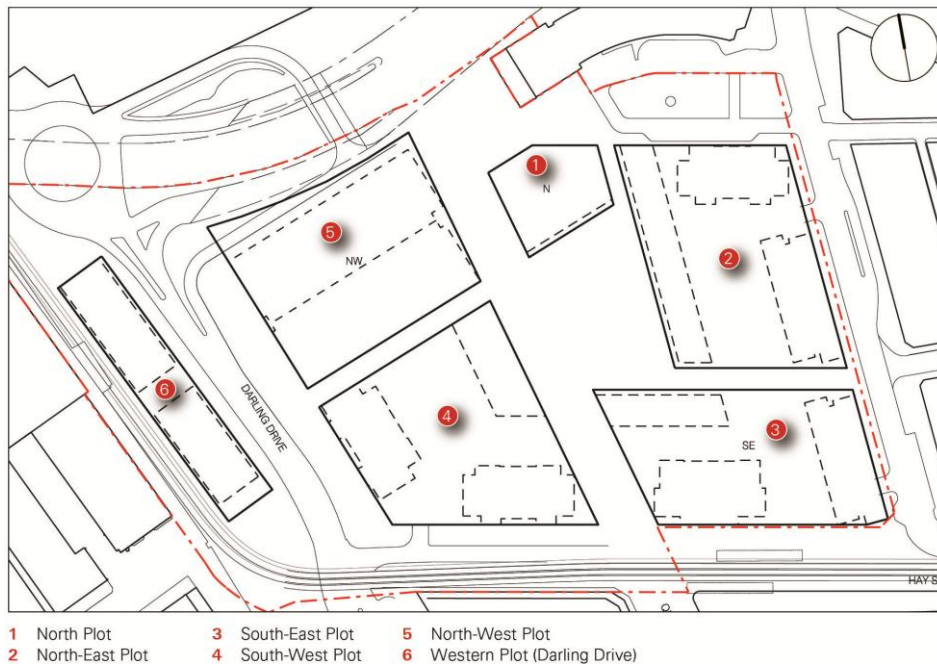 1
N
5
NW
2
6
DARLING DRIVE
4
3
SE
HAY S
1 North Plot
2 North-East Plot
3 South-East Plot
4 South-West Plot
5 North-West Plot
6 Western Plot (Darling Drive)